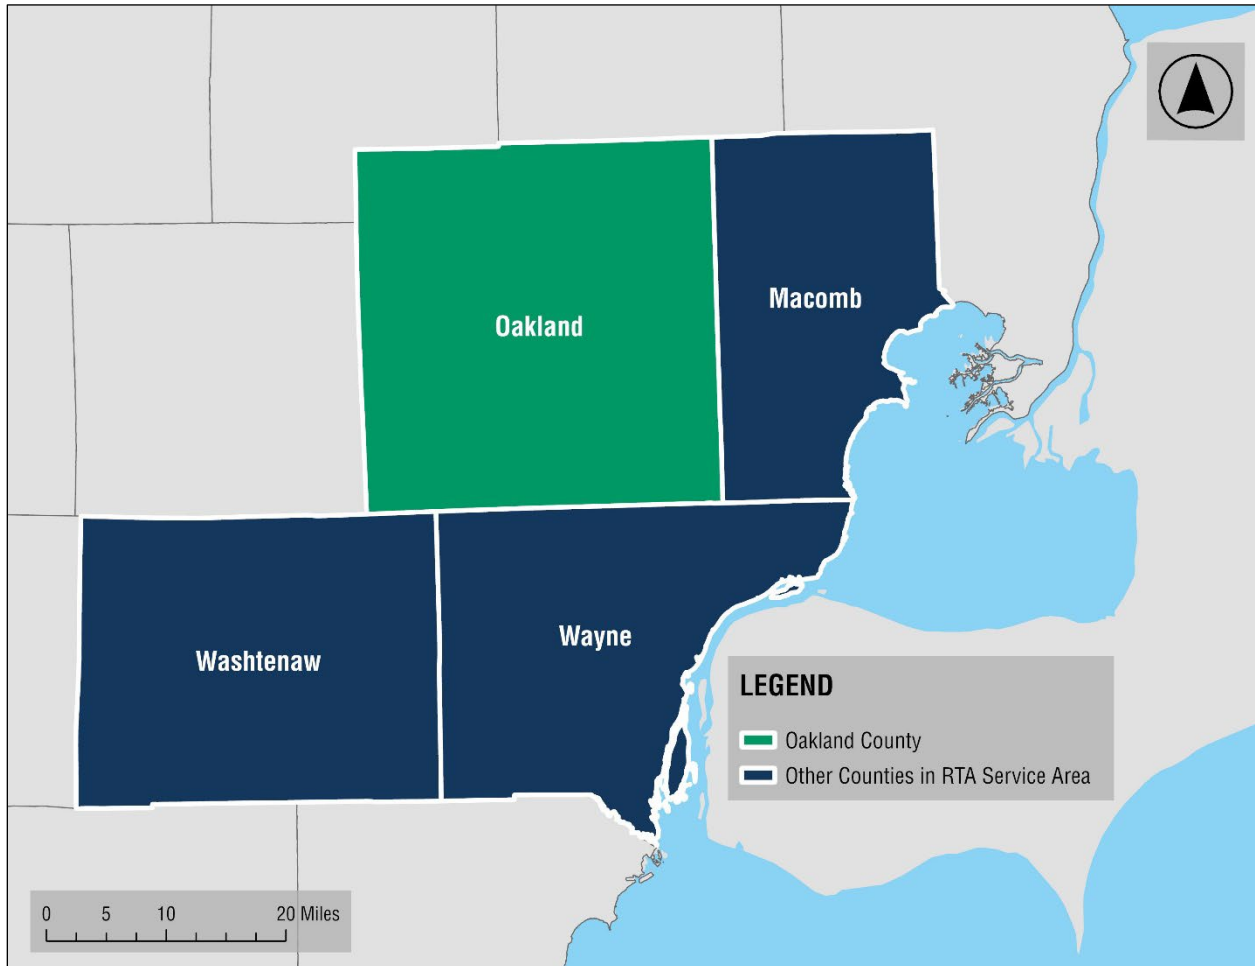 Macomb
Oakland
Wayne
Washtenaw
LEGEND
Oakland County
Other Counties in RTA Service Area
0 5 10 20 Miles